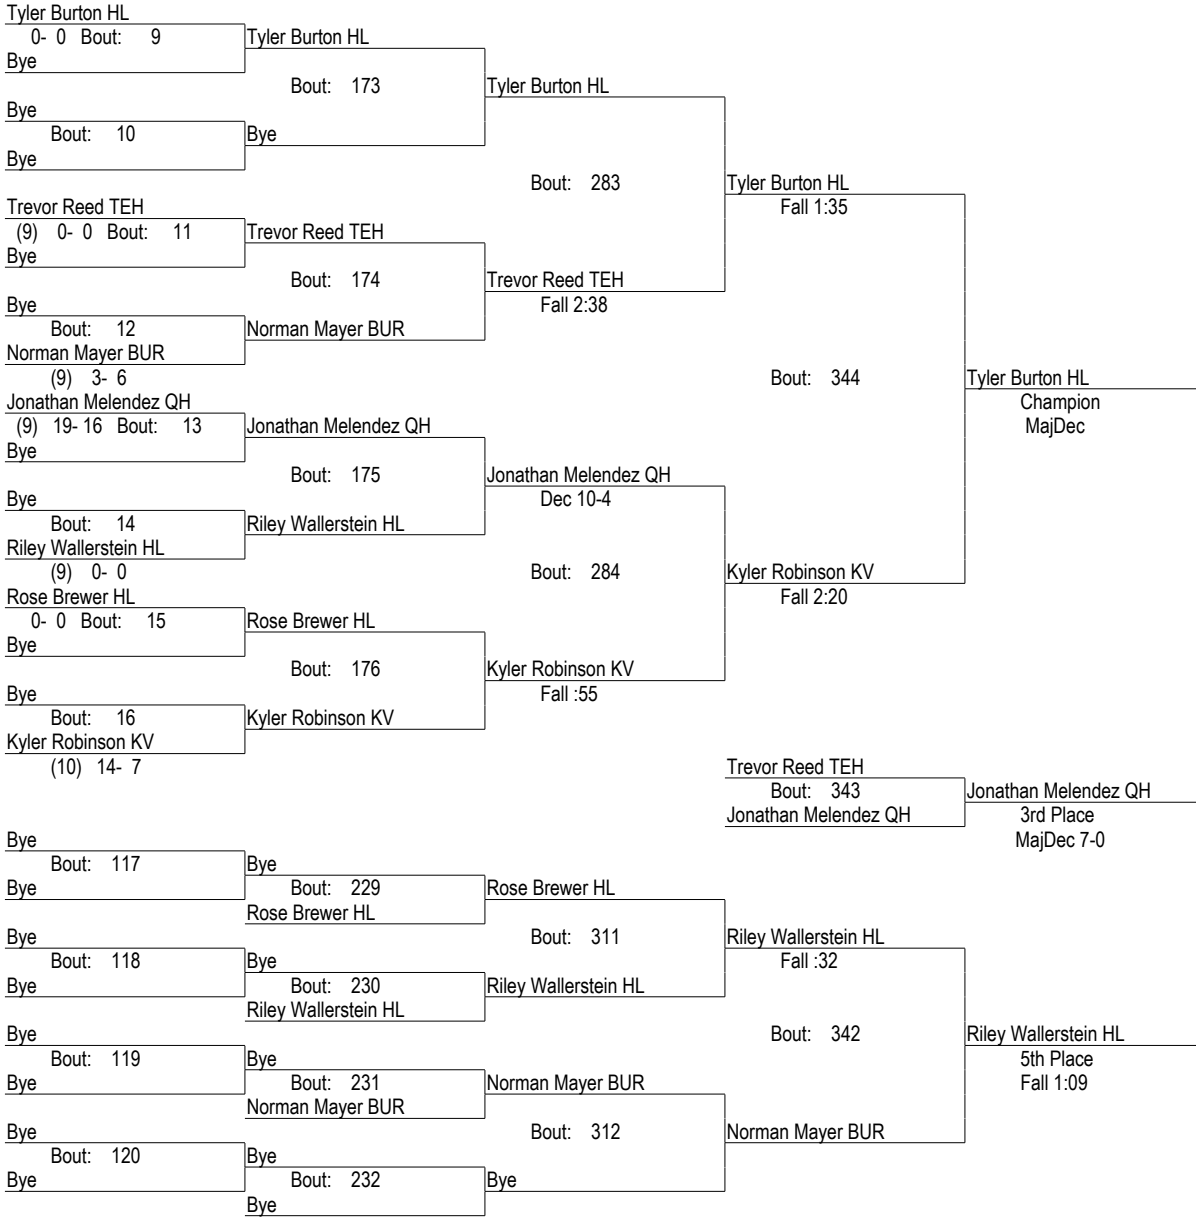 Tyler Burton HL
0- 0 Bout: 9
Tyler Burton HL
Bye
Bout: 173
Tyler Burton HL
Bye
Bout: 10
Bye
Bye
Bout: 283
Tyler Burton HL
Fall 1:35
Trevor Reed TEH
(9) 0- 0 Bout: 11
Trevor Reed TEH
Bye
Bout: 174
Trevor Reed TEH
Fall 2:38
Bye
Bout: 12
Norman Mayer BUR
Norman Mayer BUR
(9) 3- 6
Bout: 344
Tyler Burton HL
Champion
MajDec
Jonathan Melendez QH
(9) 19- 16 Bout: 13
Jonathan Melendez QH
Bye
Bout: 175
Jonathan Melendez QH
Dec 10-4
Bye
Bout: 14
Riley Wallerstein HL
Riley Wallerstein HL
(9) 0- 0
Bout: 284
Kyler Robinson KV
Fall 2:20
Rose Brewer HL
0- 0 Bout: 15
Rose Brewer HL
Bye
Bout: 176
Kyler Robinson KV
Fall :55
Bye
Bout: 16
Kyler Robinson KV
Kyler Robinson KV
(10) 14- 7
Trevor Reed TEH
Bout: 343
Jonathan Melendez QH
Jonathan Melendez QH
3rd Place
MajDec 7-0
Bye
Bout: 117
Bye
Bye
Bout: 229
Rose Brewer HL
Rose Brewer HL
Bout: 311
Riley Wallerstein HL
Fall :32
Bye
Bout: 118
Bye
Bye
Bout: 230
Riley Wallerstein HL
Riley Wallerstein HL
Bout: 342
Riley Wallerstein HL
5th Place
Fall 1:09
Bye
Bout: 119
Bye
Bye
Bout: 231
Norman Mayer BUR
Norman Mayer BUR
Bout: 312
Norman Mayer BUR
Bye
Bout: 120
Bye
Bye
Bout: 232
Bye
Bye